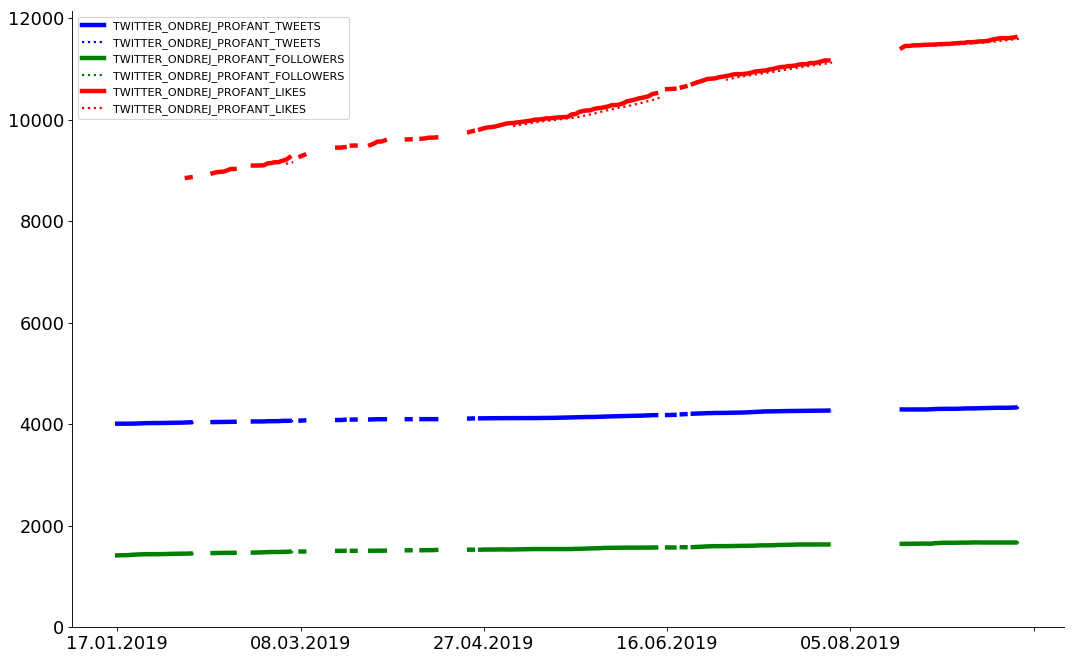 12000
10000
8000
6000
4000
2000
0
TWITTER_ONDREJ_PROFANT_TWEETS
TWITTER_ONDREJ_PROFANT_TWEETS
TWITTER_ONDREJ_PROFANT_FOLLOWERS
TWITTER_ONDREJ_PROFANT_FOLLOWERS
TWITTER_ONDREJ_PROFANT_LIKES
TWITTER_ONDREJ_PROFANT_LIKES
17.01.2019 08.03.2019 27.04.2019 16.06.2019 05.08.2019